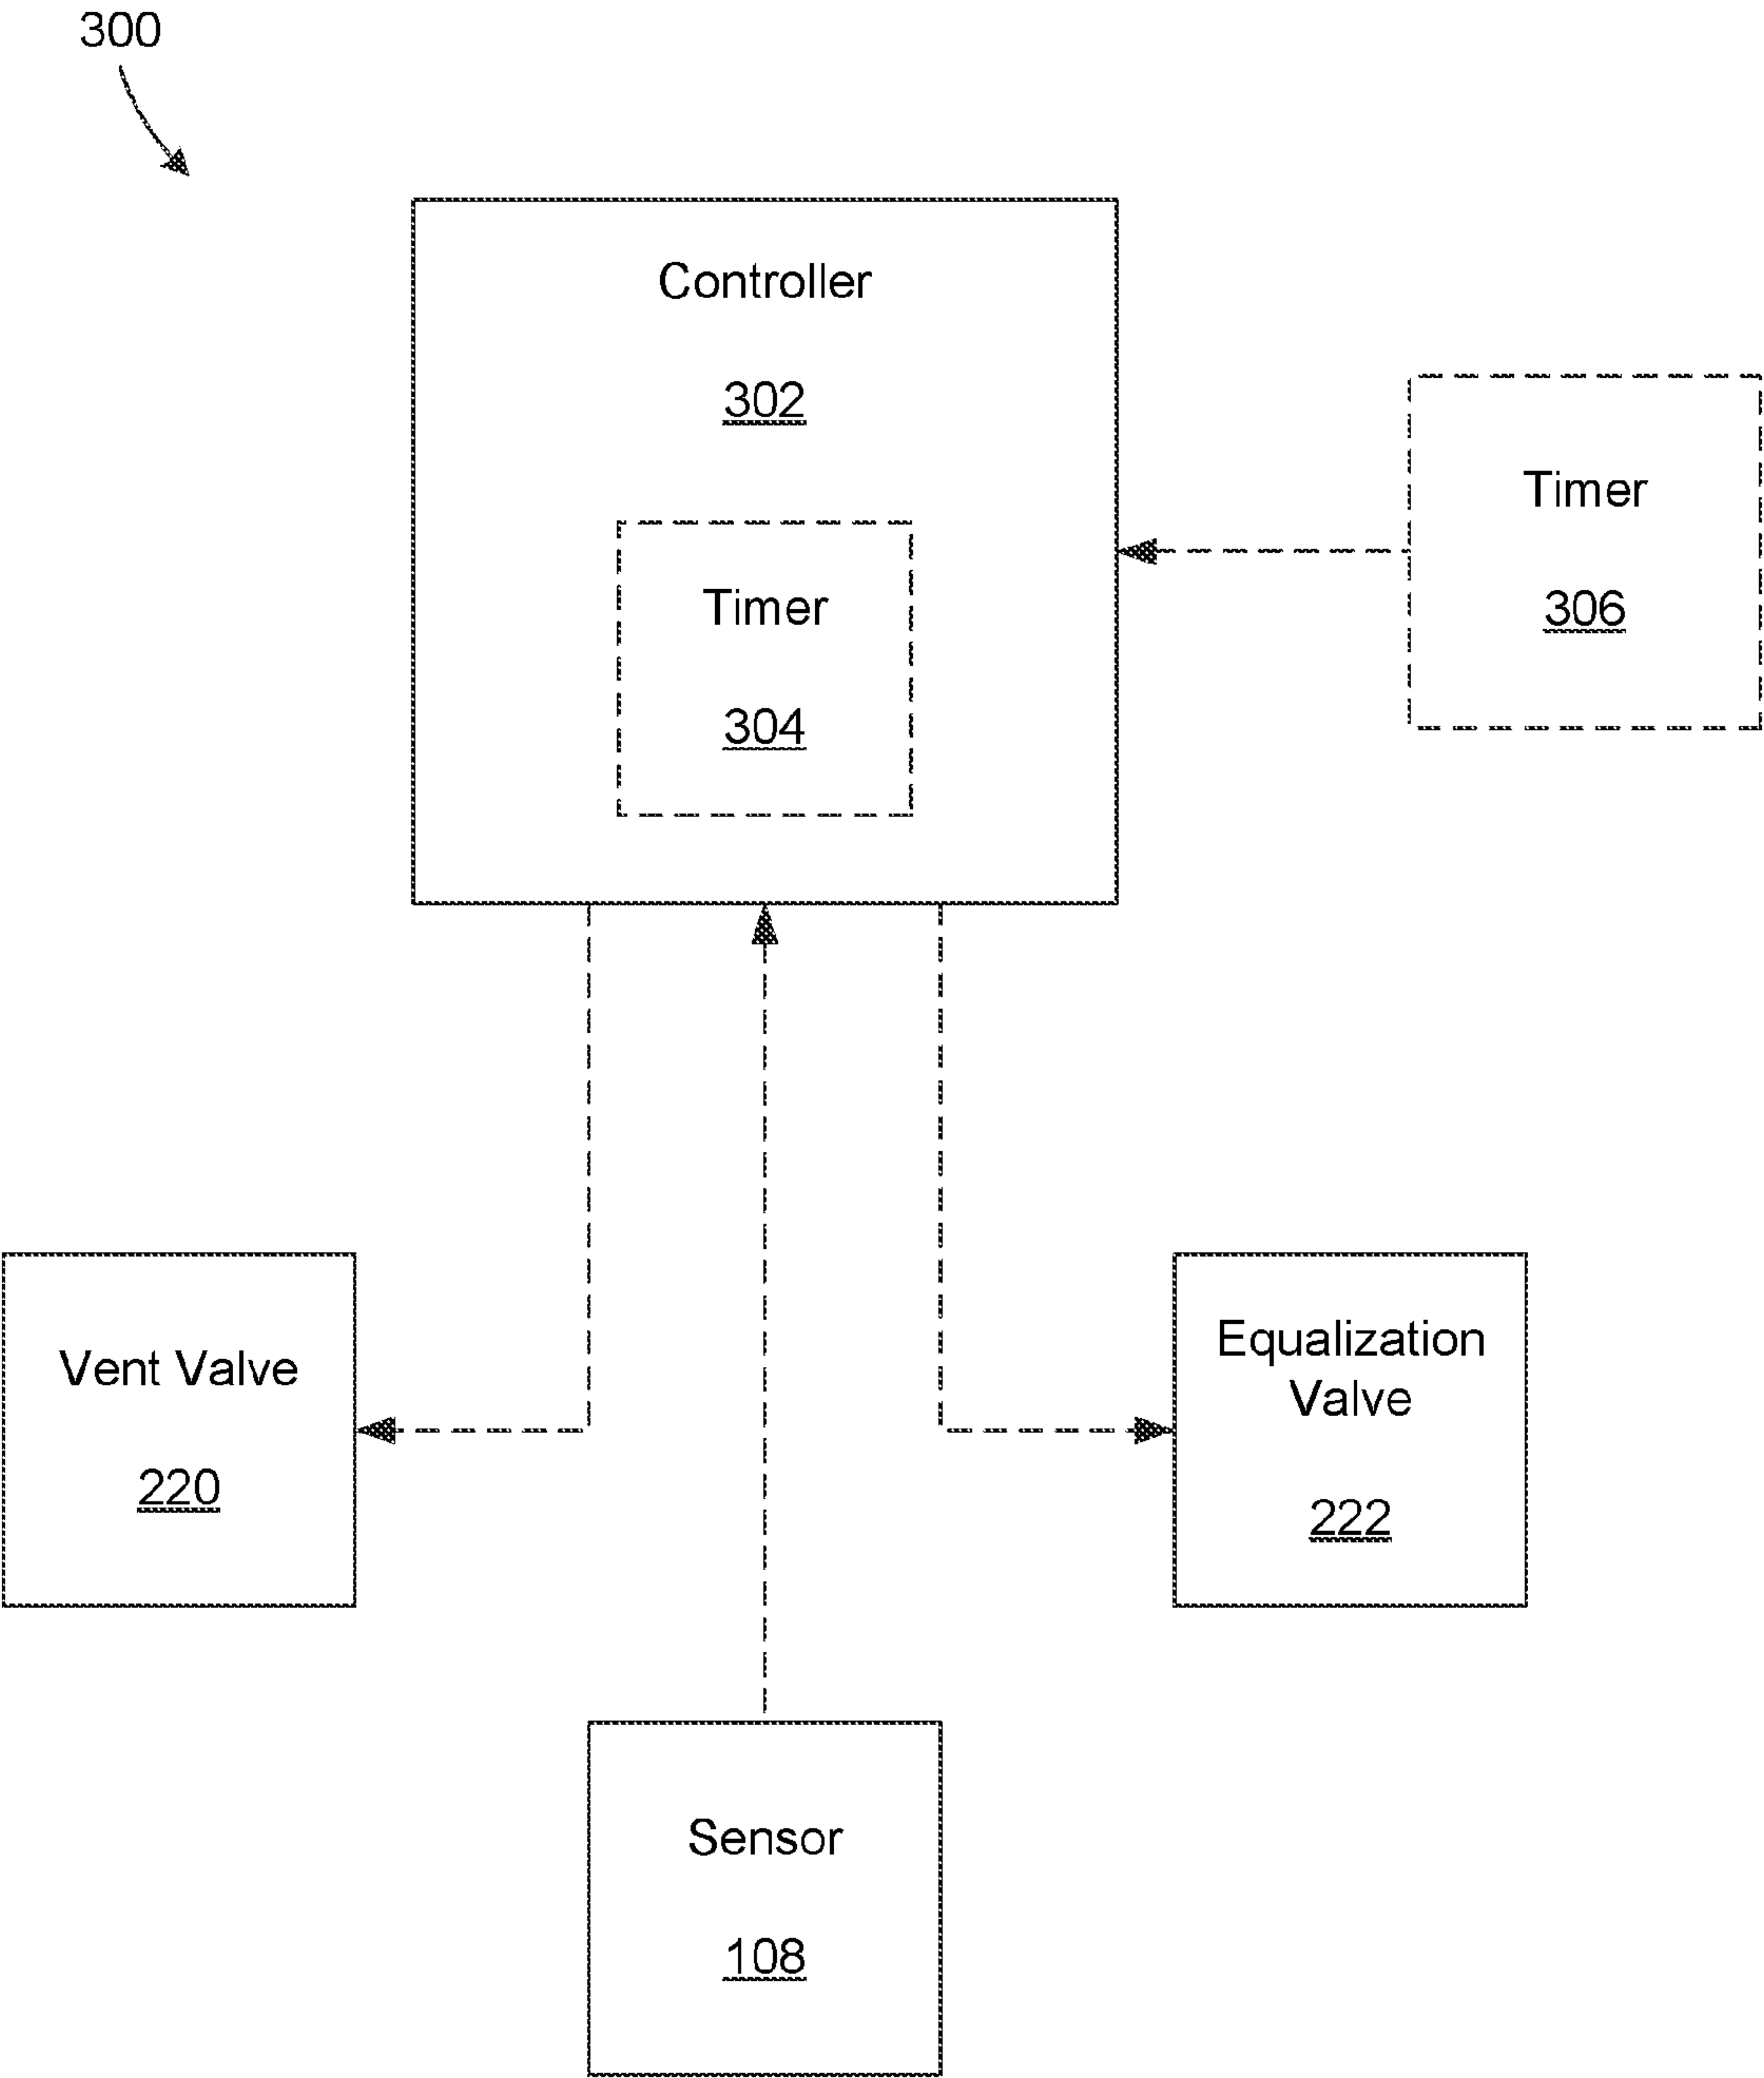 300
Controller
302
Timer
304
Timer
306
Vent Valve
220
Equalization
Valve
222
Sensor
108